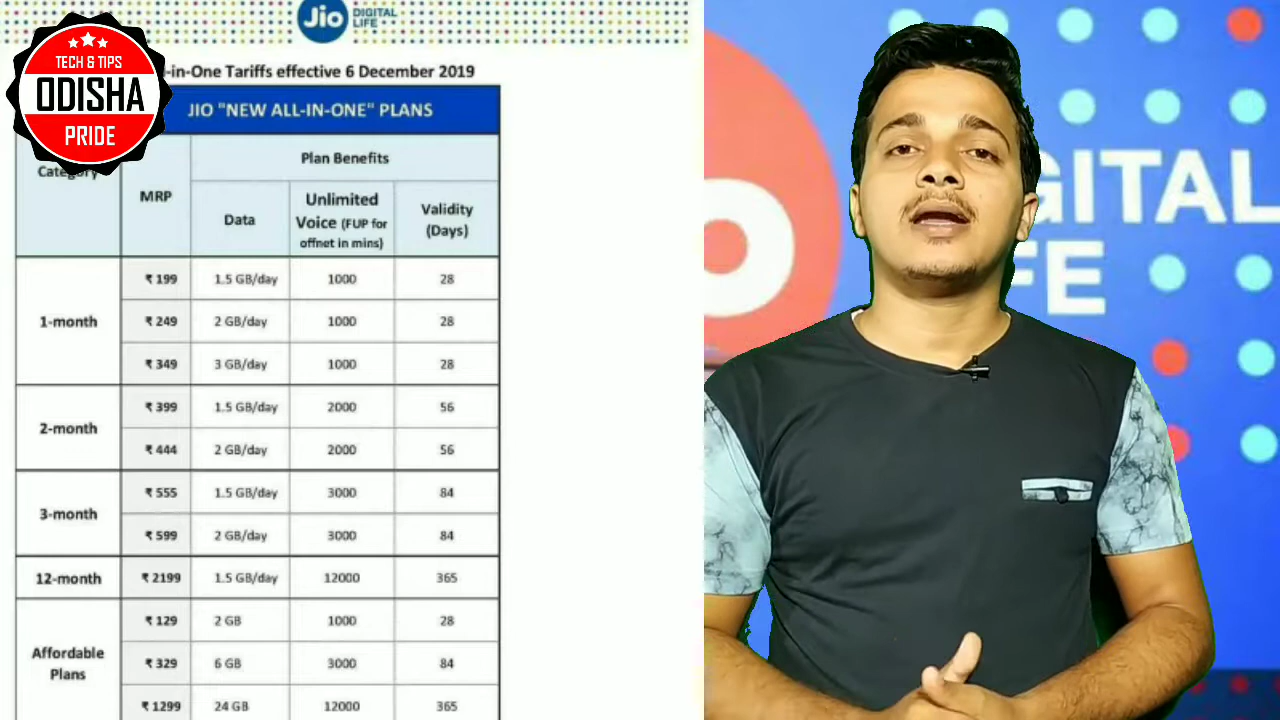 Jio DIGITAL
LIFE
TECH & TIPS
ODISHA
PRIDE
-in-One Tariffs effective 6 December 2019
JIO "NEW ALL-IN-ONE" PLANS
Category
MRP
Plan Benefits
Data
Unlimited
Voice (FUP for
offnet in mins)
Validity
(Days)
1-month
₹ 199 1.5 GB/day 1000 28
₹ 249 2 GB/day 1000 28
₹ 349 3 GB/day 1000 28
2-month
₹ 399 1.5 GB/day 2000 56
₹ 444 2 GB/day 2000 56
3-month
₹ 555 1.5 GB/day 3000 84
₹ 599 2 GB/day 3000 84
12-month ₹ 2199 1.5 GB/day 12000 365
Affordable
Plans
₹ 129 2 GB 1000 28
₹ 329 6 GB 3000 84
₹ 1299 24 GB 12000 365
GITAL
FE